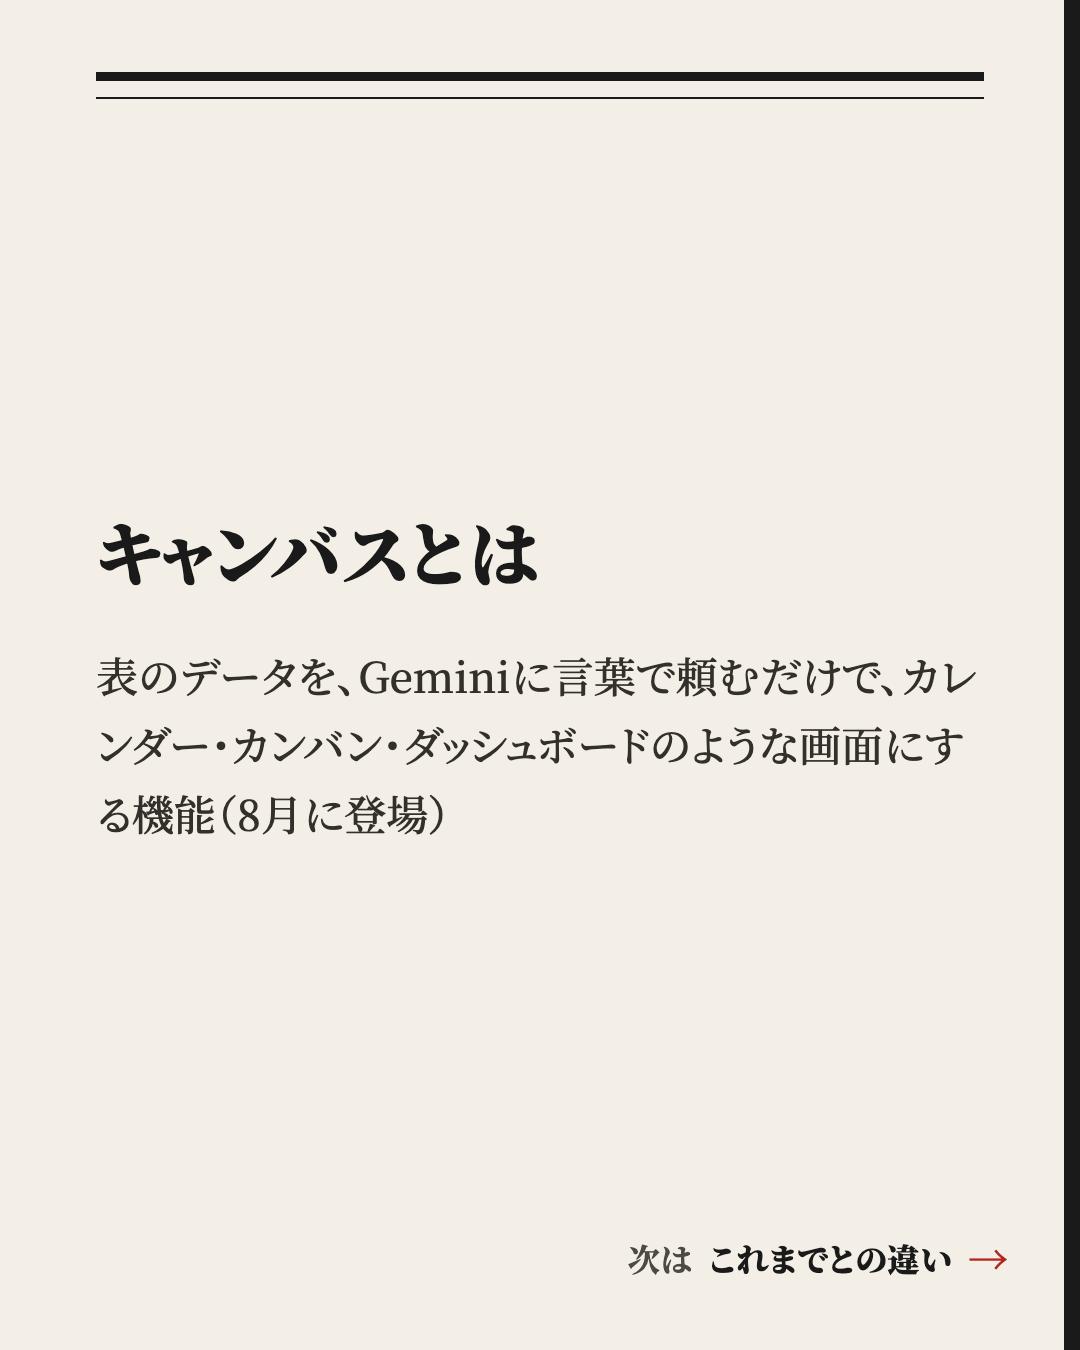 キャンバスとは
表のデータを、Geminiに言葉で頼むだけで、カレ
ンダー・カンバン・ダッシュボードのような画面にす
る機能（8月に登場）
次は これまでとの違い →